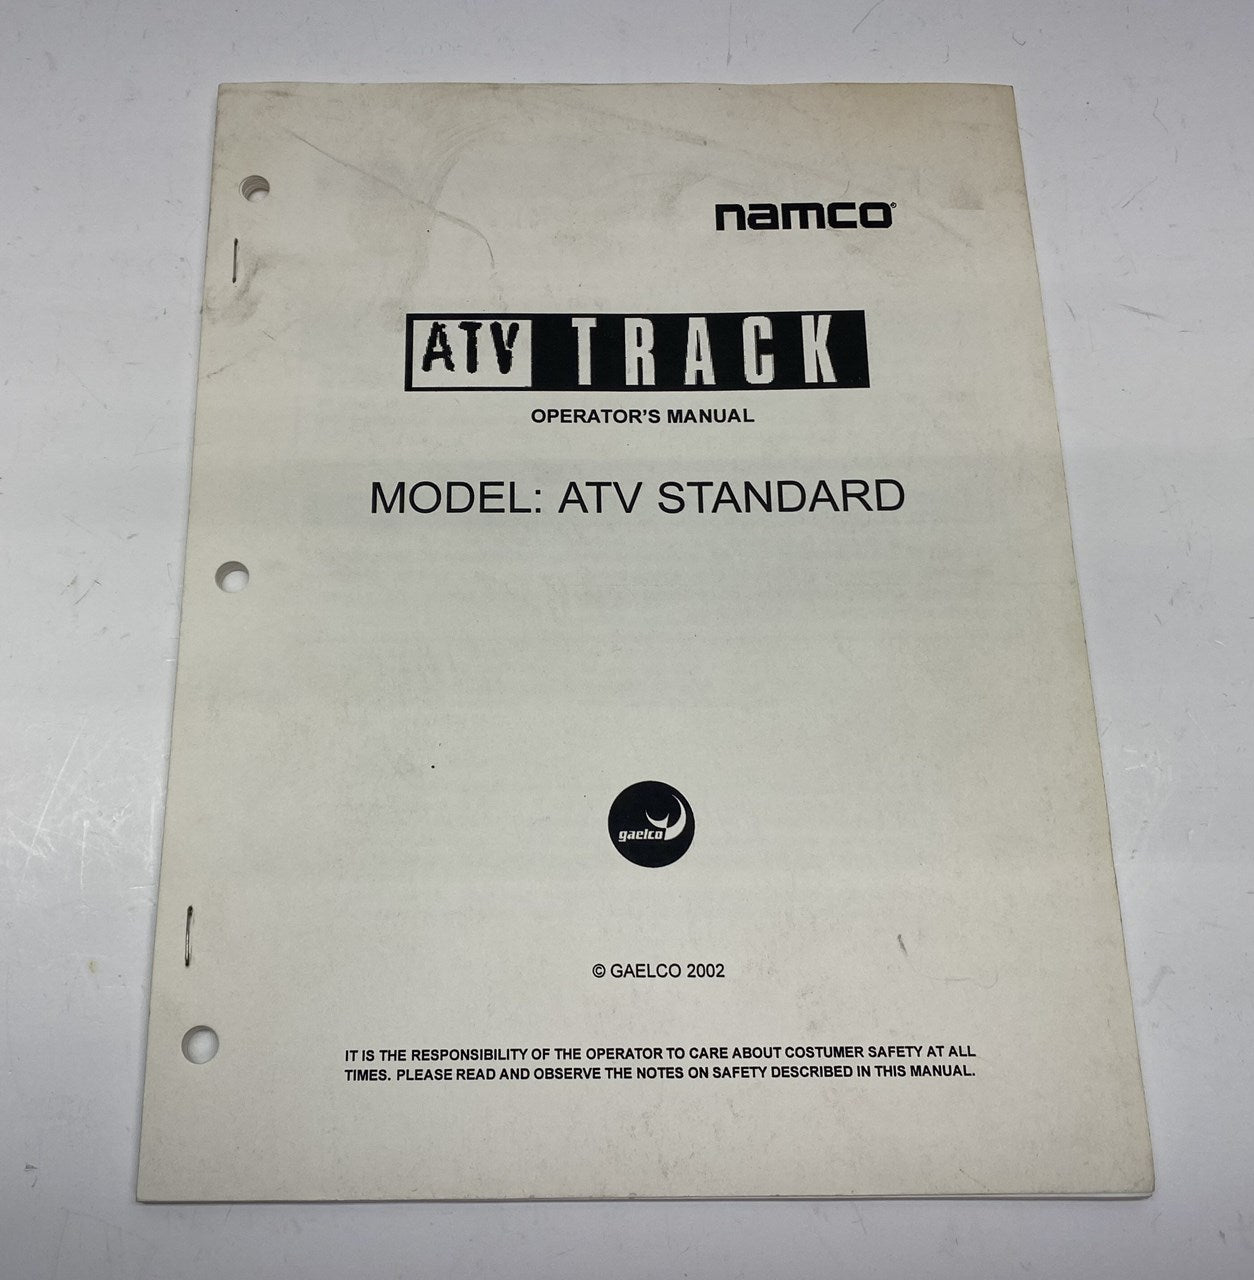 namco®
ATV TRACK
OPERATOR'S MANUAL
MODEL: ATV STANDARD
gaelco
© GAELCO 2002
IT IS THE RESPONSIBILITY OF THE OPERATOR TO CARE ABOUT COSTUMER SAFETY AT ALL
TIMES. PLEASE READ AND OBSERVE THE NOTES ON SAFETY DESCRIBED IN THIS MANUAL.